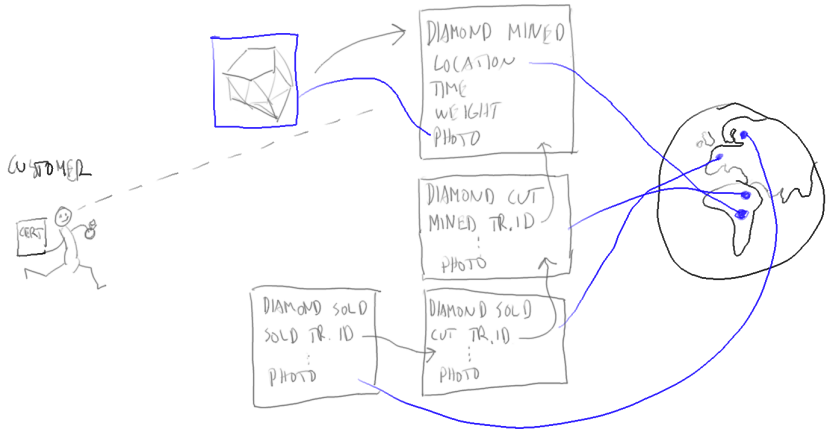 DIAMOND MINED
LOCATION
TIME
WEIGHT
PHOTO
CUSTOMER
CERT
DIAMOND CUT
MINED TR.ID
PHOTO
DIAMOND SOLD
SOLD TR.ID
PHOTO
DIAMOND SOLD
CUT TR.ID
PHOTO